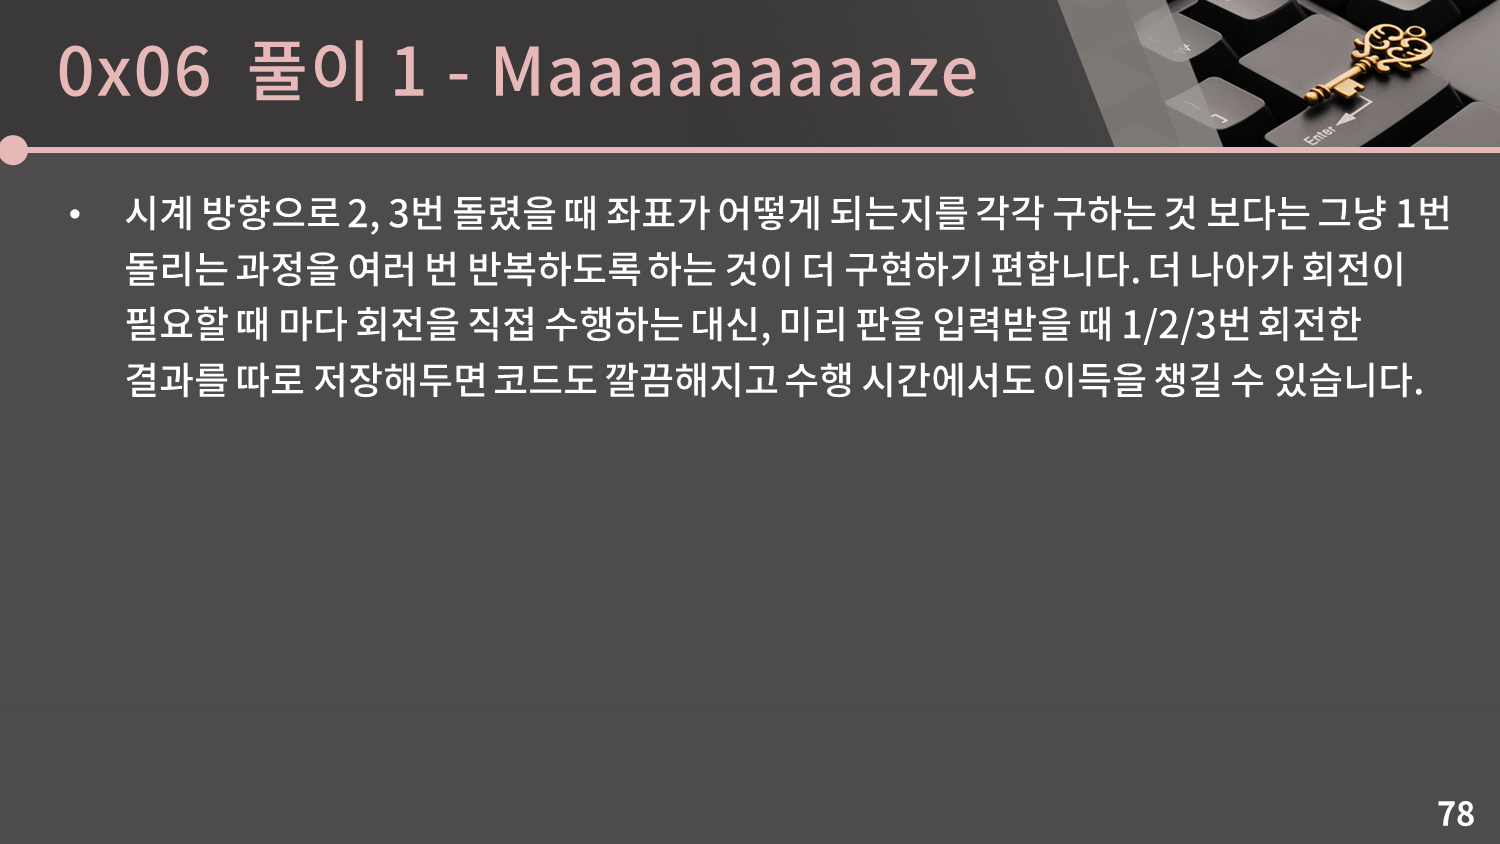 0x06 풀이 1 - Maaaaaaaaaaze
• 시계 방향으로 2, 3번 돌렸을 때 좌표가 어떻게 되는지를 각각 구하는 것 보다는 그냥 1번
돌리는 과정을 여러 번 반복하도록 하는 것이 더 구현하기 편합니다. 더 나아가 회전이
필요할 때 마다 회전을 직접 수행하는 대신, 미리 판을 입력받을 때 1/2/3번 회전한
결과를 따로 저장해두면 코드도 깔끔해지고 수행 시간에서도 이득을 챙길 수 있습니다.
Enter
78